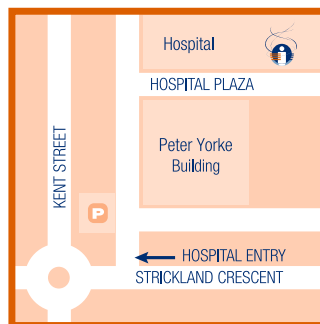 Hospital
i
HOSPITAL PLAZA
KENT STREET
Peter Yorke
Building
P
HOSPITAL ENTRY
STRICKLAND CRESCENT